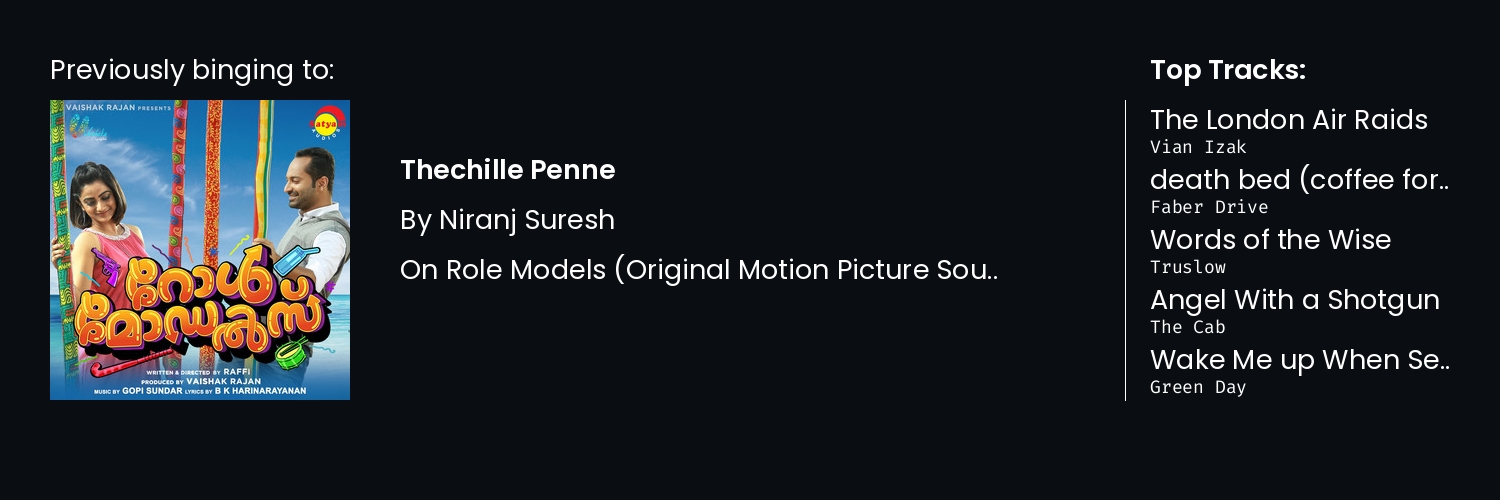 Previously binging to:
VAISHAK RAJAN PRESENTS
Satya
AUDIOS
റോൾ
മോഡൽസ്
WRITTEN & DIRECTED BY RAFFI
PRODUCED BY VAISHAK RAJAN
MUSIC BY GOPI SUNDAR LYRICS BY B K HARINARAYANAN
Thechille Penne
By Niranj Suresh
On Role Models (Original Motion Picture Sou..
Top Tracks:
The London Air Raids
Vian Izak
death bed (coffee for..
Faber Drive
Words of the Wise
Truslow
Angel With a Shotgun
The Cab
Wake Me up When Se..
Green Day